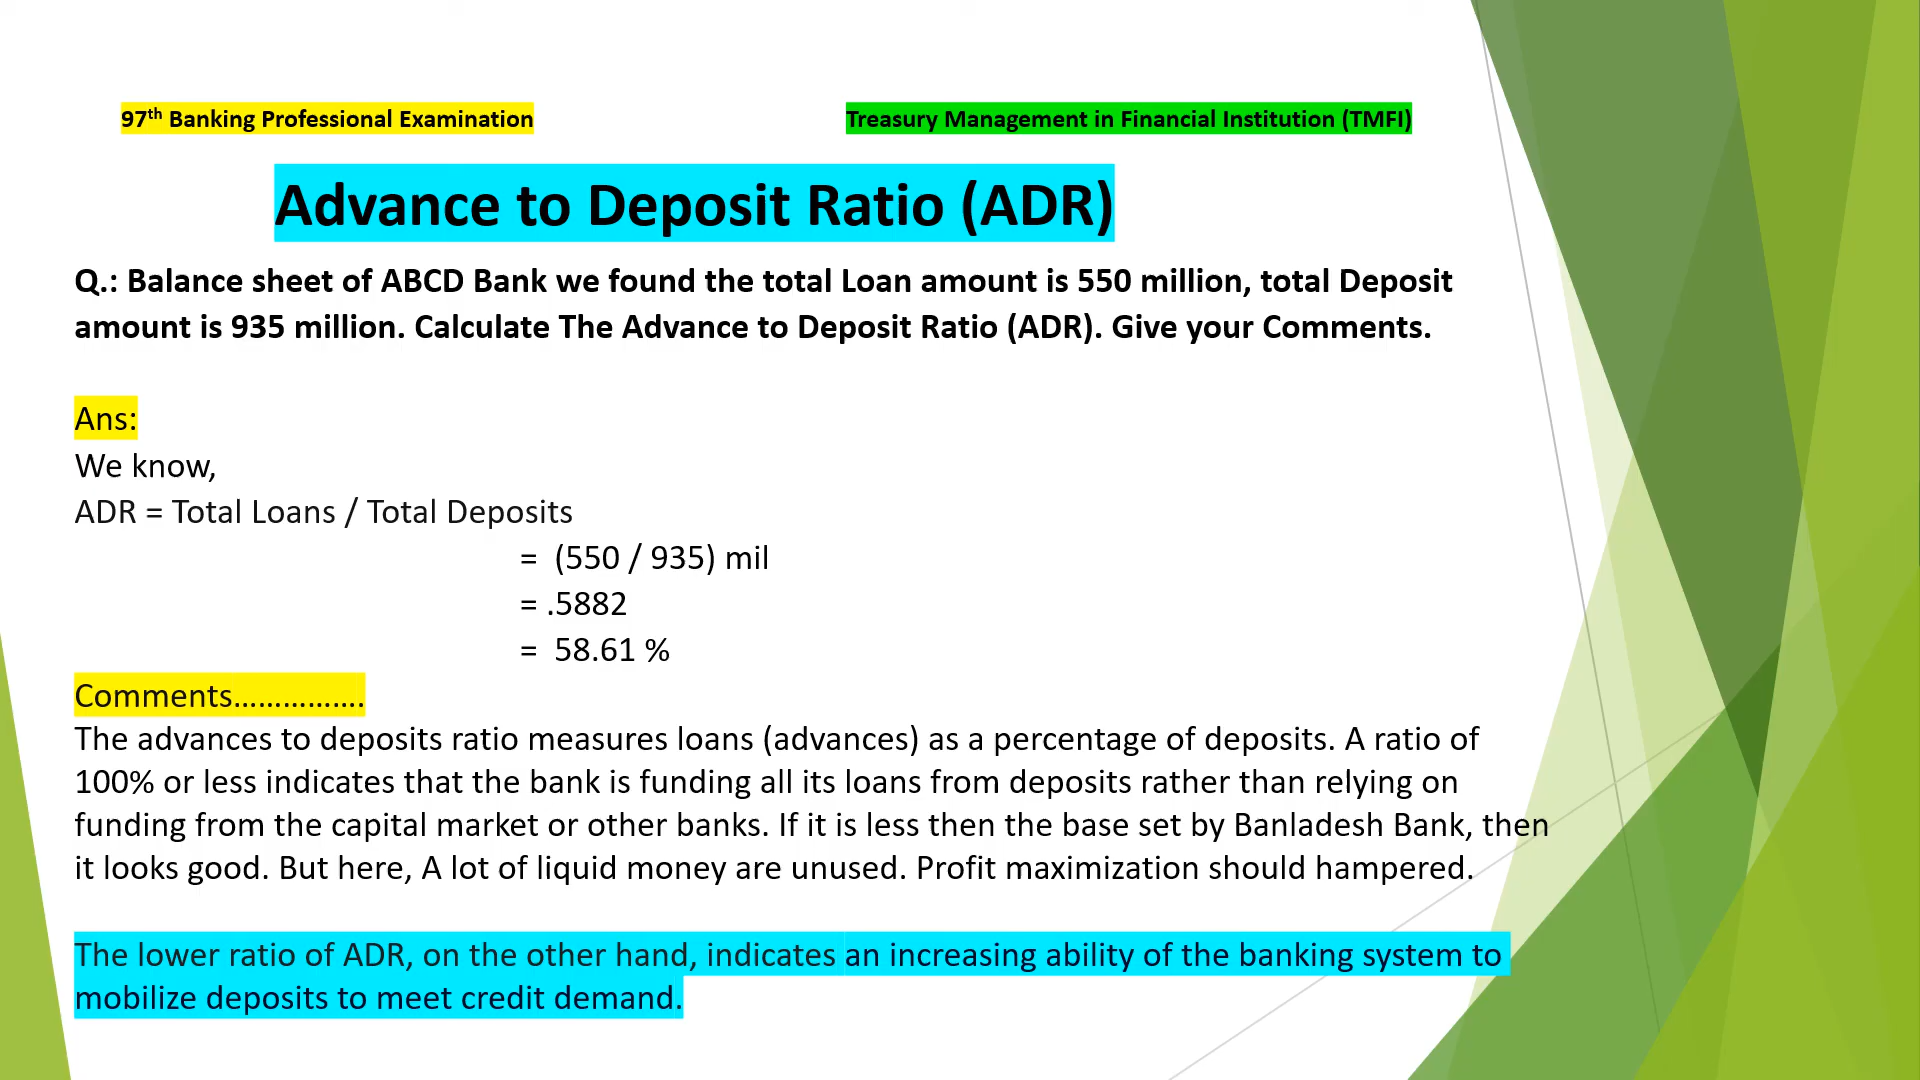 97th Banking Professional Examination
Treasury Management in Financial Institution (TMFI)
Advance to Deposit Ratio (ADR)
Q.: Balance sheet of ABCD Bank we found the total Loan amount is 550 million, total Deposit
amount is 935 million. Calculate The Advance to Deposit Ratio (ADR). Give your Comments.
Ans:
We know,
ADR = Total Loans / Total Deposits
= (550 / 935) mil
= .5882
= 58.61 %
Comments...............
The advances to deposits ratio measures loans (advances) as a percentage of deposits. A ratio of
100% or less indicates that the bank is funding all its loans from deposits rather than relying on
funding from the capital market or other banks. If it is less then the base set by Banladesh Bank, then
it looks good. But here, A lot of liquid money are unused. Profit maximization should hampered.
The lower ratio of ADR, on the other hand, indicates an increasing ability of the banking system to
mobilize deposits to meet credit demand.